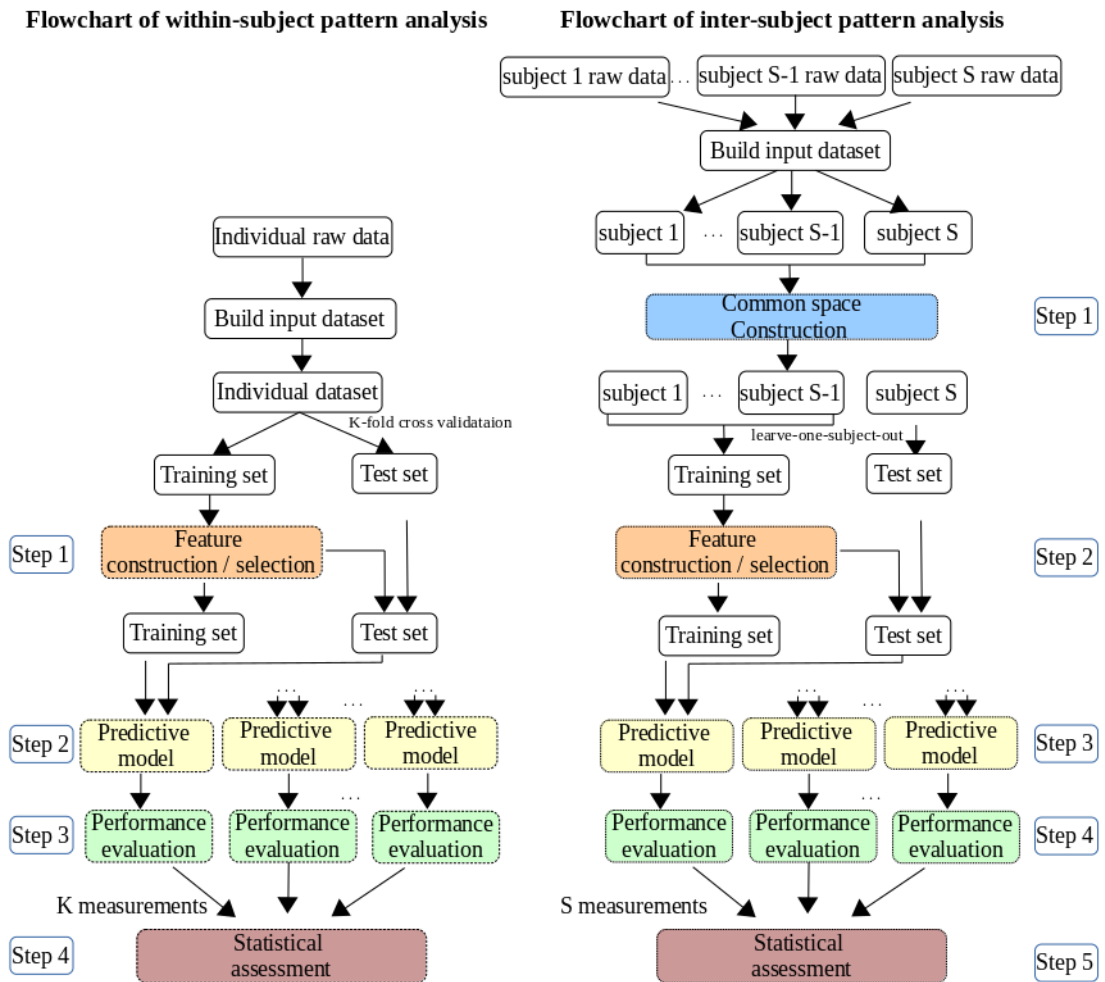 Flowchart of within-subject pattern analysis
Individual raw data
Build input dataset
Individual dataset
K-fold cross validataion
Training set
Test set
Step 1
Feature
construction / selection
Training set
Test set
... ... ...
Step 2
Predictive
model
Predictive
model
Predictive
model
...
Step 3
Performance
evaluation
Performance
evaluation
Performance
evaluation
K measurements
Step 4
Statistical
assessment
Flowchart of inter-subject pattern analysis
subject 1 raw data
...
subject S-1 raw data
subject S raw data
Build input dataset
subject 1
...
subject S-1
subject S
Common space
Construction
Step 1
subject 1
...
subject S-1
subject S
learve-one-subject-out
Training set
Test set
Feature
construction / selection
Step 2
Training set
Test set
... ... ...
Predictive
model
Predictive
model
Predictive
model
Step 3
...
Performance
evaluation
Performance
evaluation
Performance
evaluation
Step 4
S measurements
Statistical
assessment
Step 5